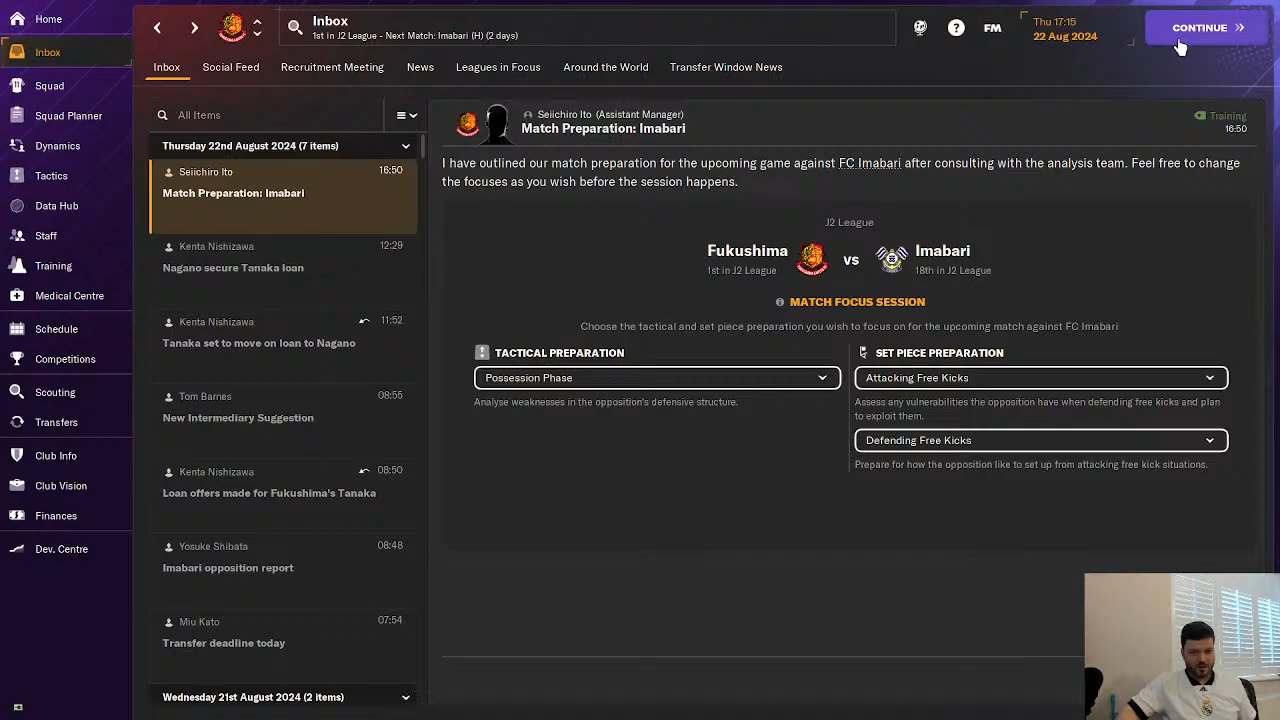 Home
Inbox
Squad
Squad Planner
Dynamics
Tactics
Data Hub
Staff
Training
Medical Centre
Schedule
Competitions
Scouting
Transfers
Club Info
Club Vision
Finances
Dev. Centre
Inbox
1st in J2 League - Next Match: Imabari (H) (2 days)
FM
Thu 17:15
22 Aug 2024
CONTINUE
Inbox Social Feed Recruitment Meeting News Leagues in Focus Around the World Transfer Window News
All Items
Thursday 22nd August 2024 (7 items)
Seiichiro Ito 16:50
Match Preparation: Imabari
Kenta Nishizawa 12:29
Nagano secure Tanaka loan
Kenta Nishizawa 11:52
Tanaka set to move on loan to Nagano
Tom Barnes 08:55
New Intermediary Suggestion
Kenta Nishizawa 08:50
Loan offers made for Fukushima's Tanaka
Yosuke Shibata 08:48
Imabari opposition report
Miu Kato 07:54
Transfer deadline today
Wednesday 21st August 2024 (2 items)
Seiichiro Ito (Assistant Manager)
Match Preparation: Imabari
Training
16:50
I have outlined our match preparation for the upcoming game against FC Imabari after consulting with the analysis team. Feel free to change
the focuses as you wish before the session happens.
J2 League
Fukushima vs Imabari
1st in J2 League 18th in J2 League
MATCH FOCUS SESSION
Choose the tactical and set piece preparation you wish to focus on for the upcoming match against FC Imabari
TACTICAL PREPARATION
Possession Phase
Analyse weaknesses in the opposition's defensive structure.
SET PIECE PREPARATION
Attacking Free Kicks
Assess any vulnerabilities the opposition have when defending free kicks and plan
to exploit them.
Defending Free Kicks
Prepare for how the opposition like to set up from attacking free kick situations.